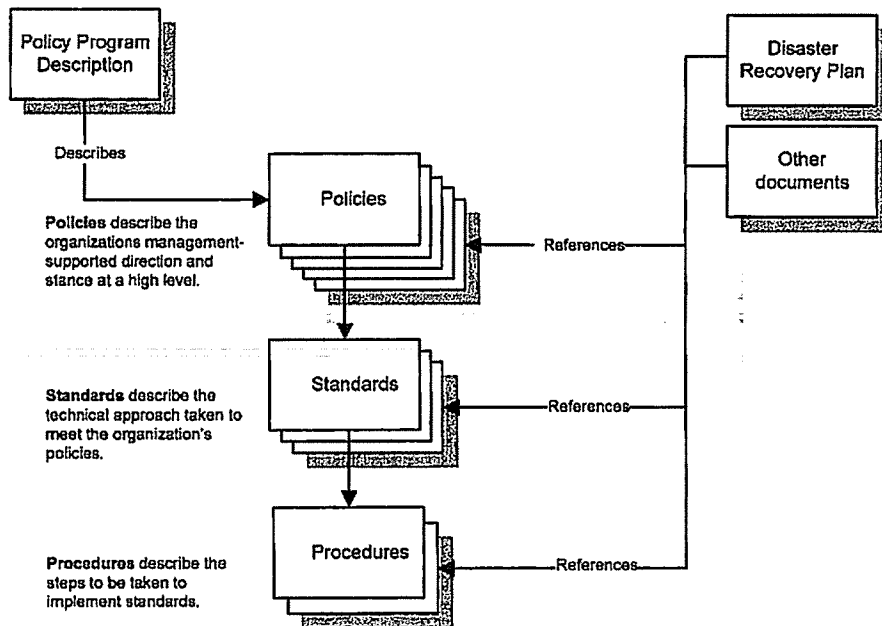 Policy Program
Description
Disaster
Recovery Plan
Describes
Other
documents
Policies
Policies describe the
organizations management-
supported direction and
stance at a high level.
References
Standards
Standards describe the
technical approach taken to
meet the organization's
policies.
References
Procedures
Procedures describe the
steps to be taken to
implement standards.
References